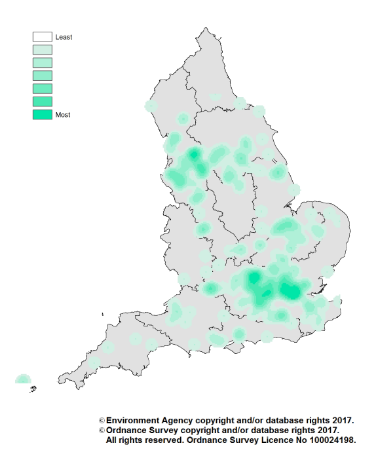 Least
Most
© Environment Agency copyright and/or database rights 2017.
© Ordnance Survey copyright and/or database rights 2017.
All rights reserved. Ordnance Survey Licence No 100024198.